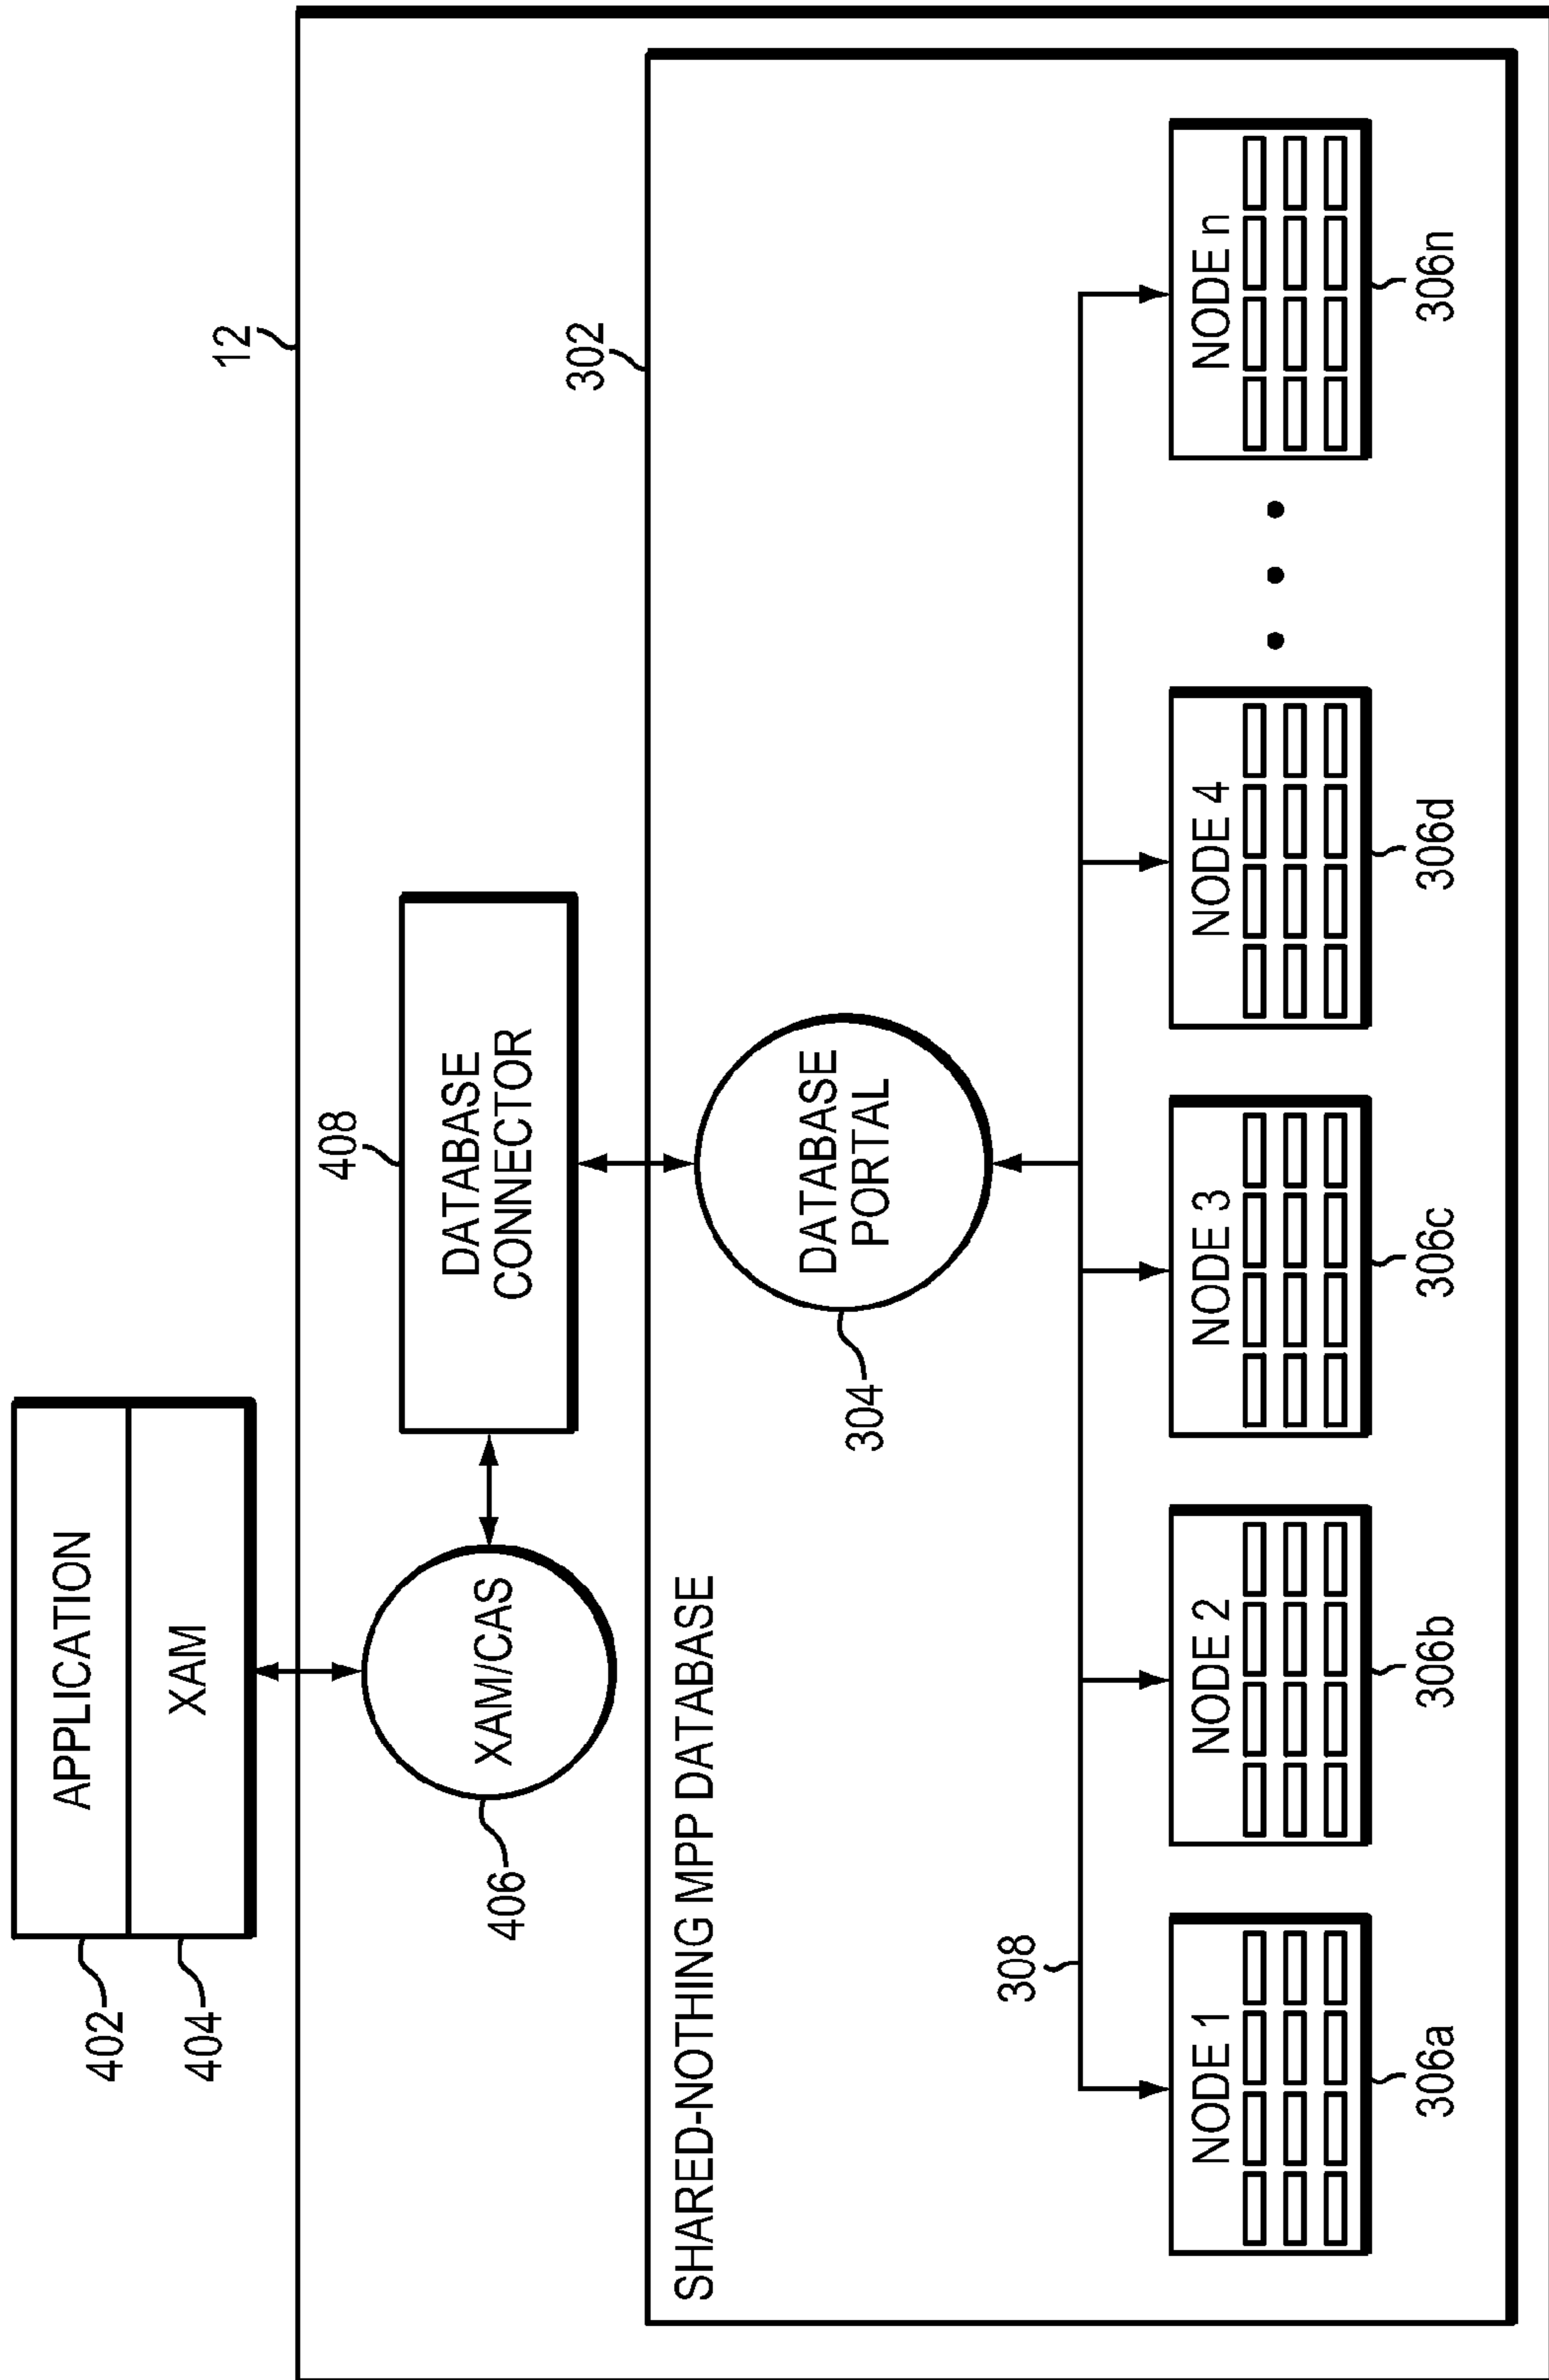 APPLICATION
XAM
402
404
12
408
DATABASE
CONNECTOR
XAM/CAS
406
302
SHARED-NOTHING MPP DATABASE
DATABASE
PORTAL
304
308
NODE 1
NODE 2
NODE 3
NODE 4
NODE n
306a
306b
306c
306d
306n